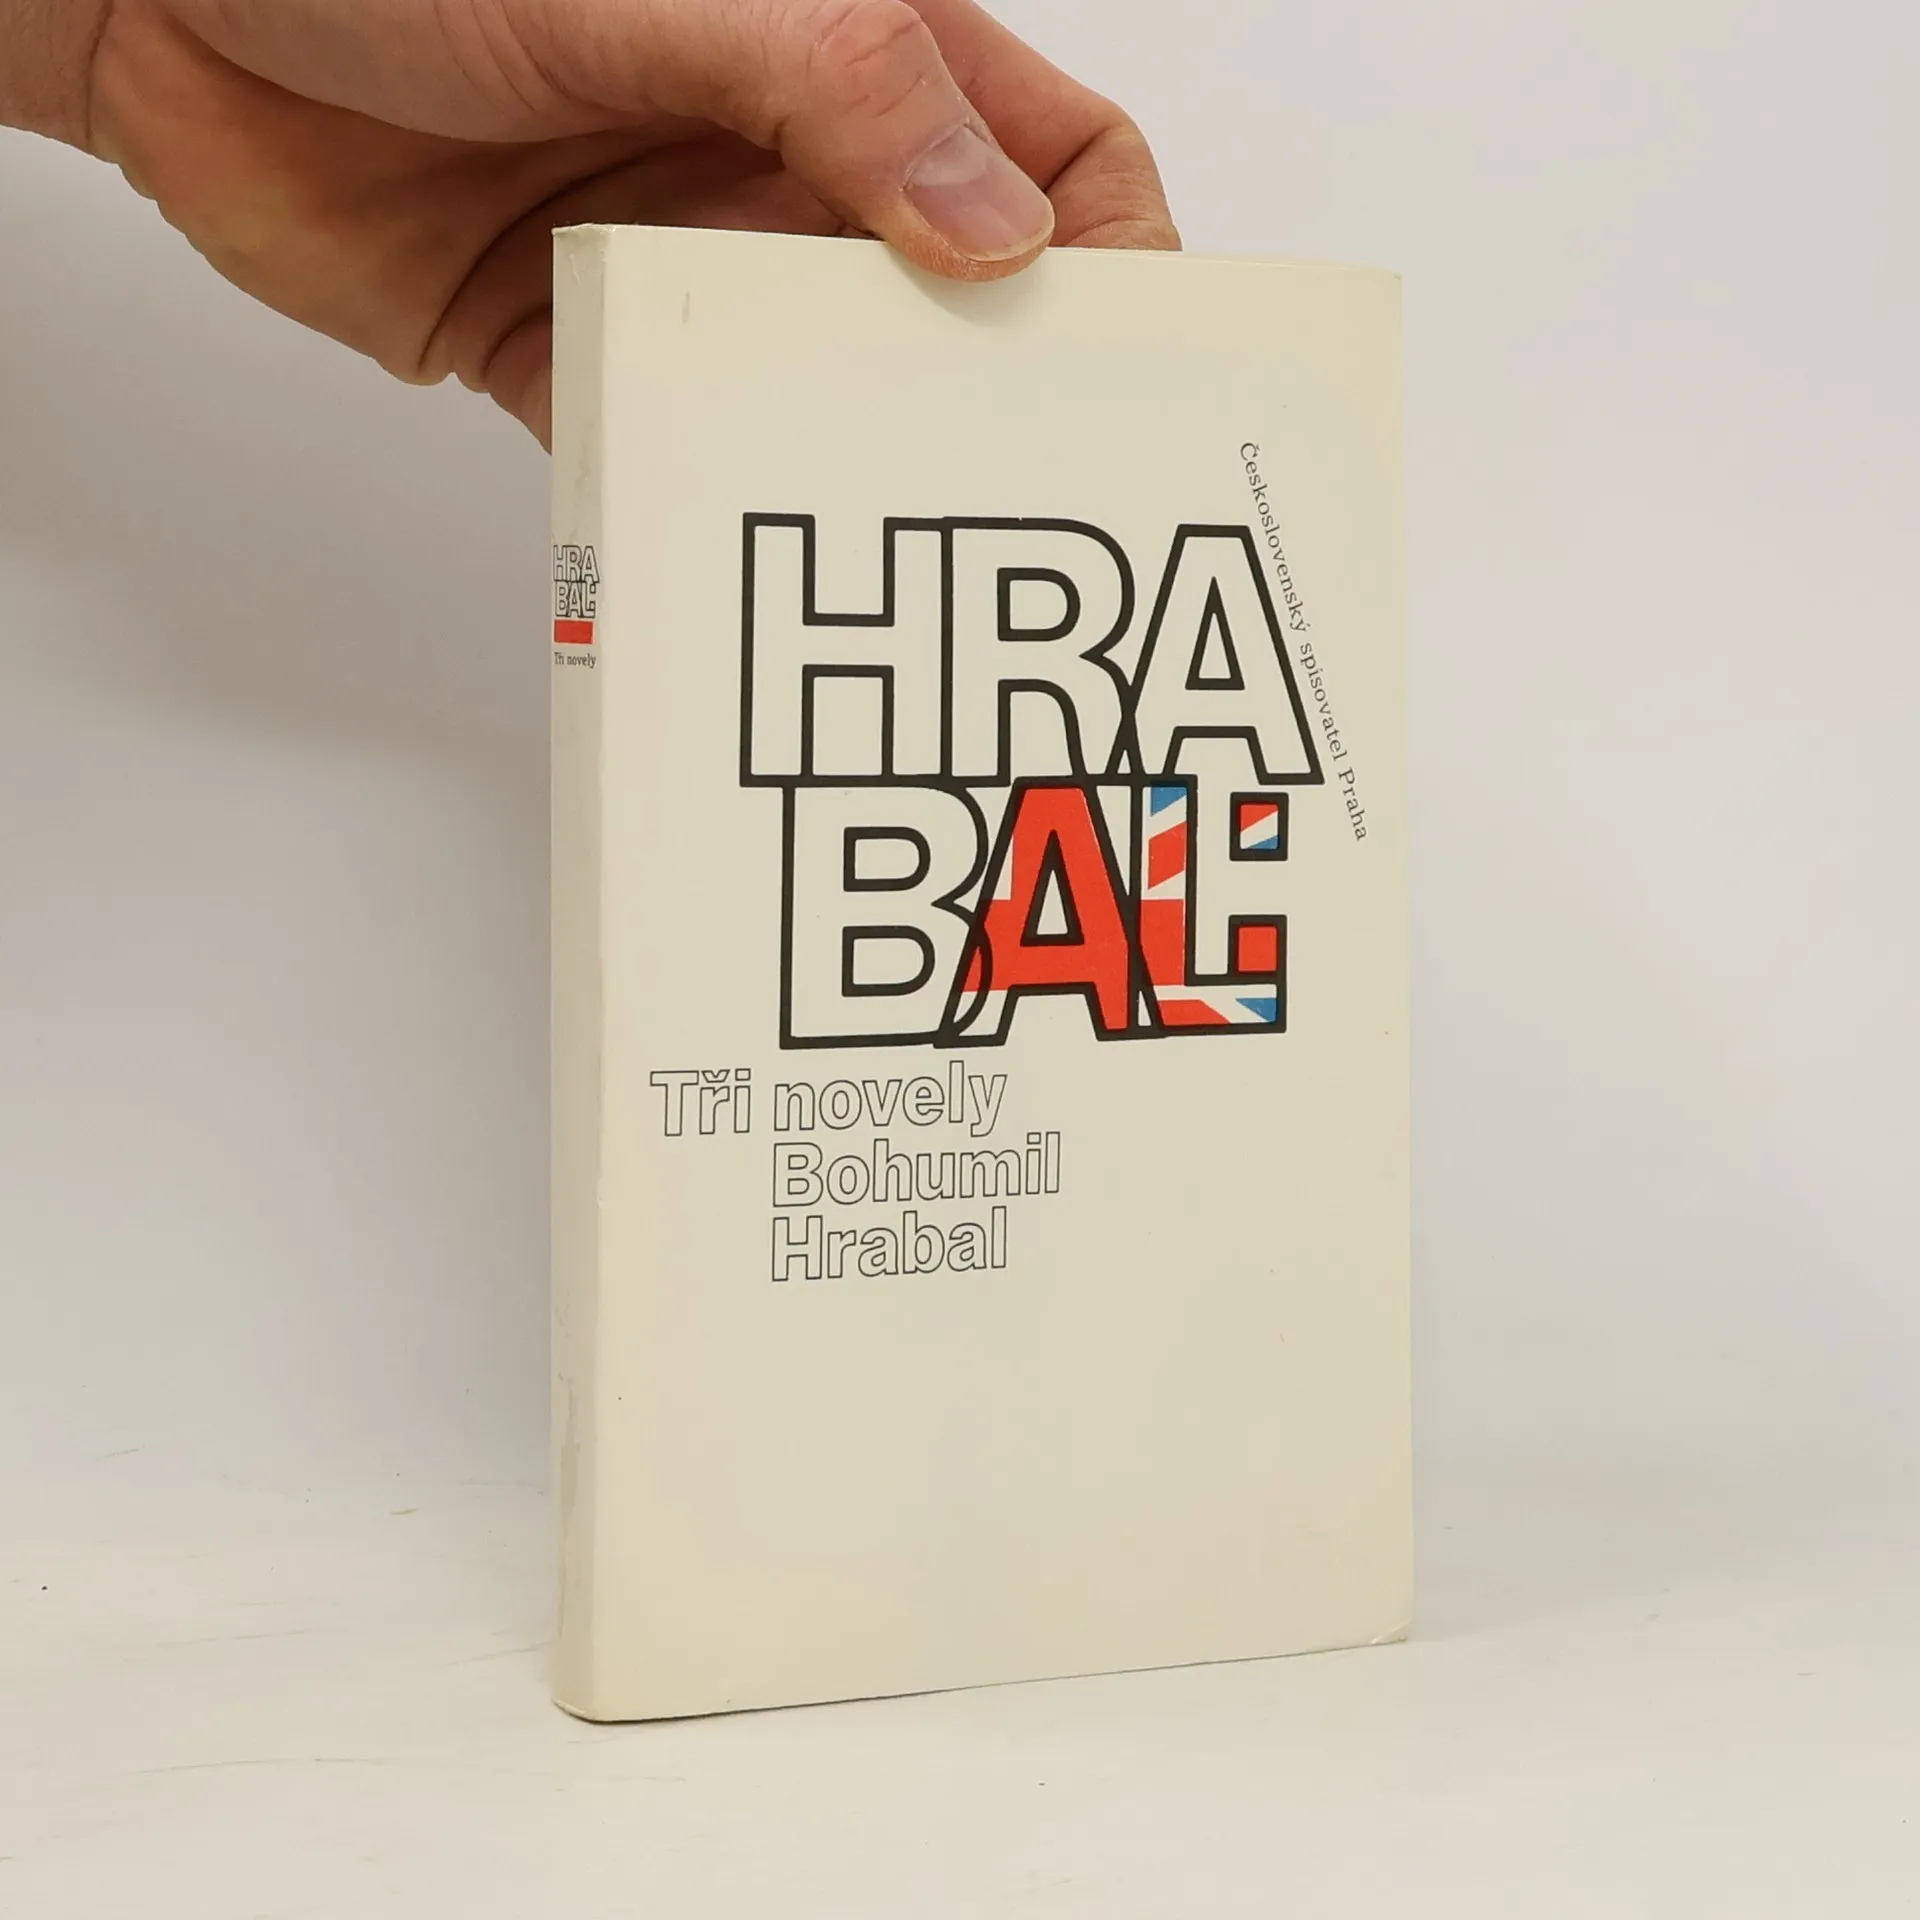 HRA
BAL:
Tři novely
HRA
BAL:
Československý spisovatel Praha
Tři novely
Bohumil
Hrabal